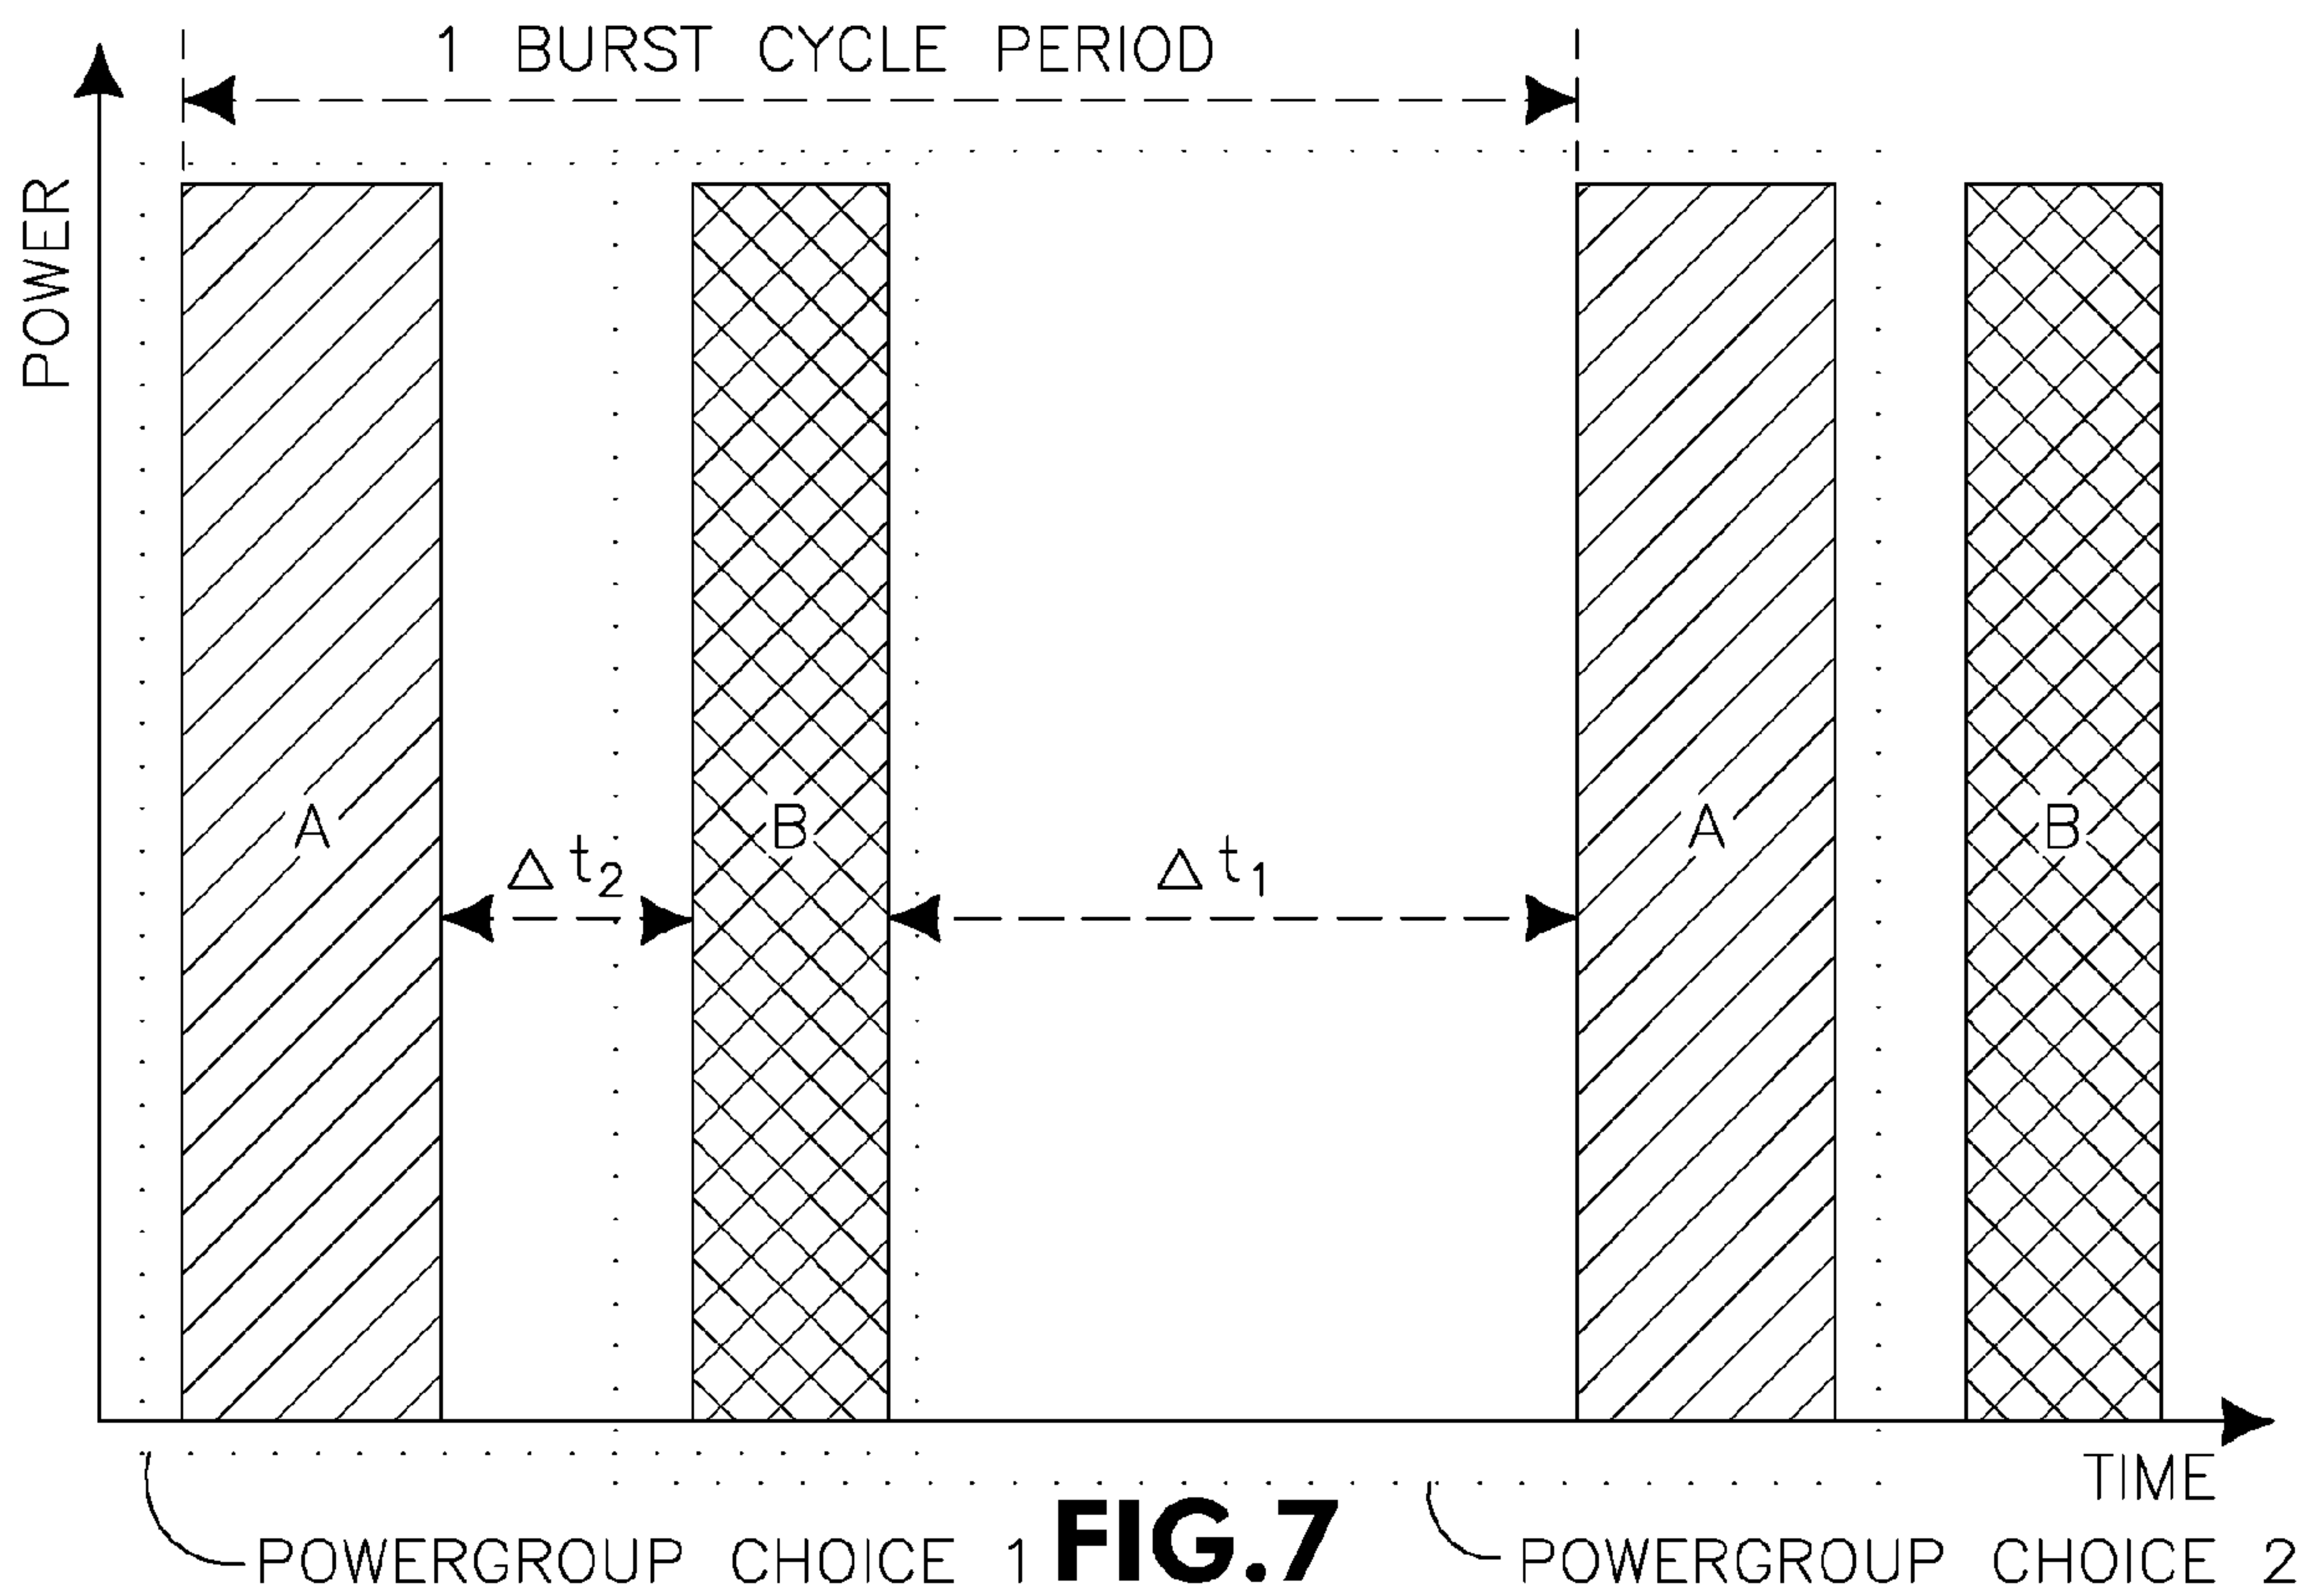 1 BURST CYCLE PERIOD
POWER
A
B
A
B
Δt2
Δt1
TIME
POWERGROUP CHOICE 1
FIG.7
POWERGROUP CHOICE 2